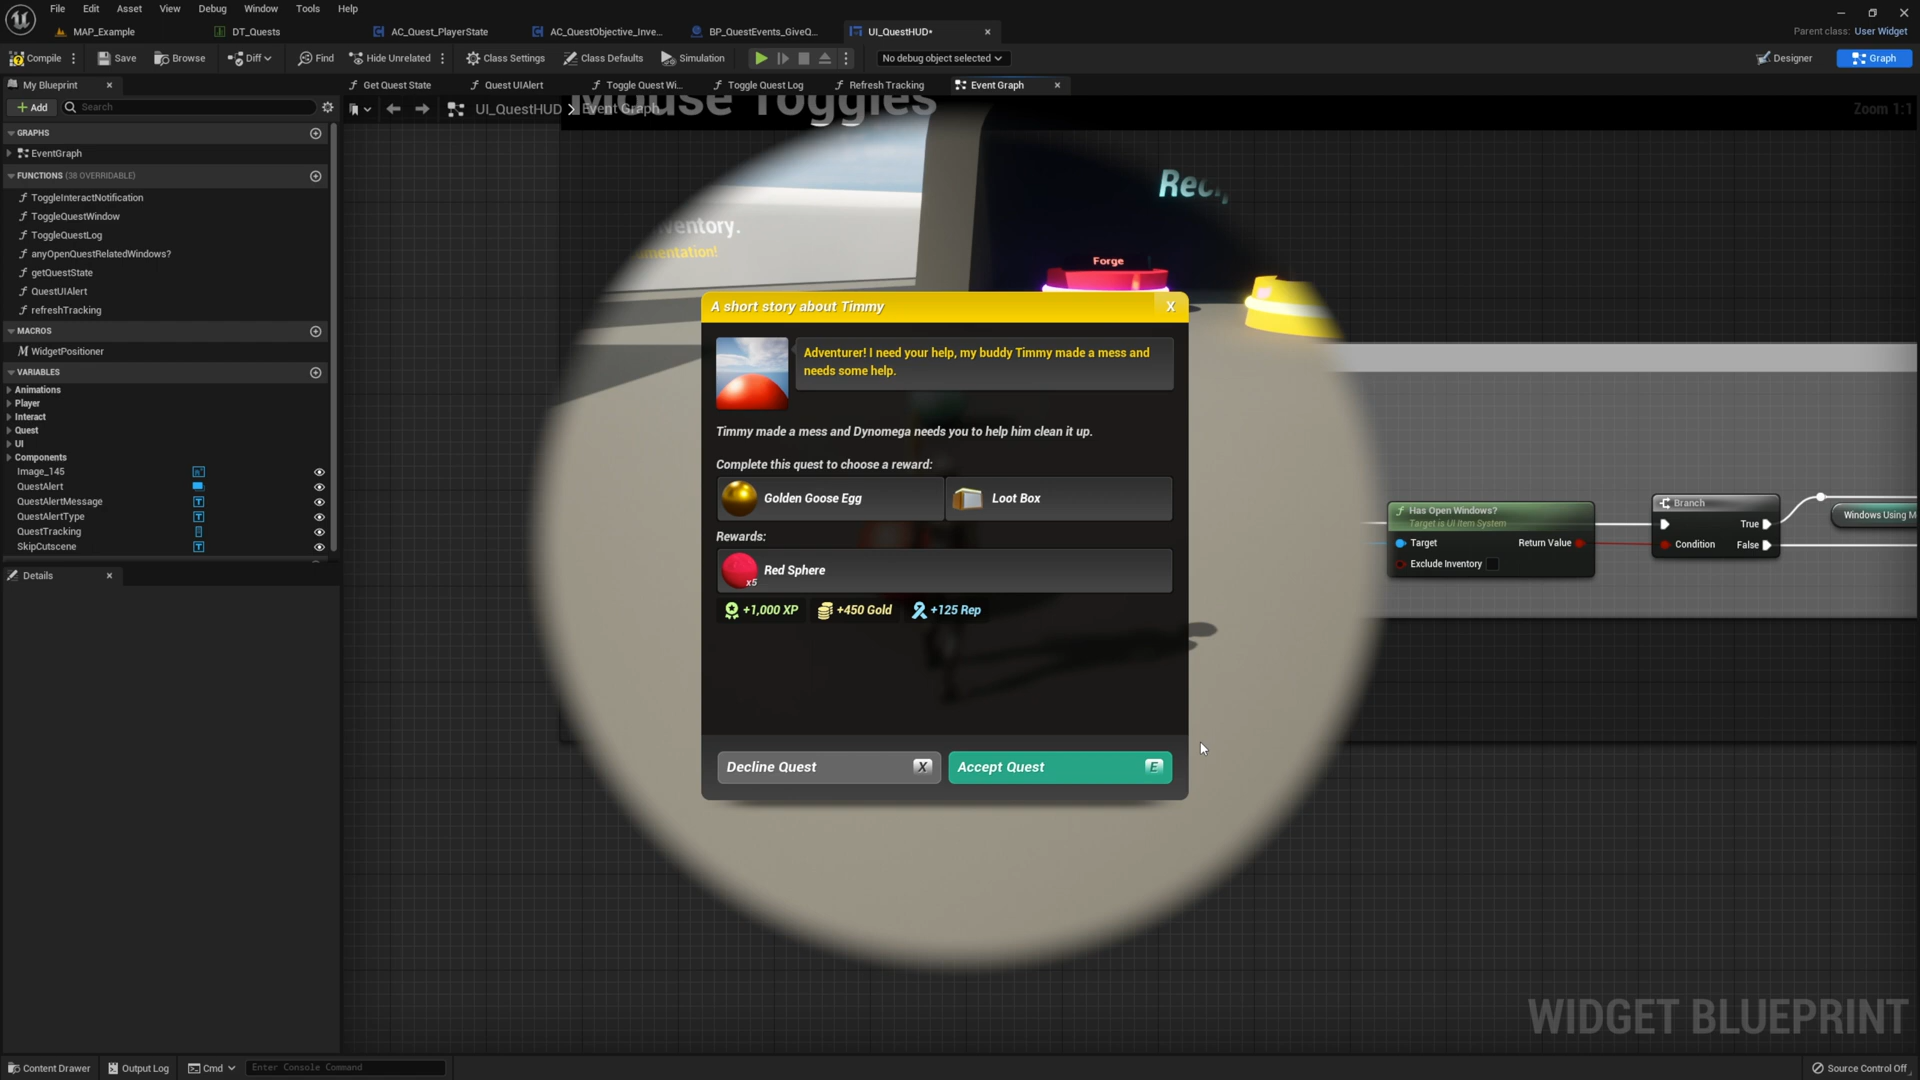 File Edit Asset View Debug Window Tools Help
MAP_Example DT_Quests AC_Quest_PlayerState AC_QuestObjective_Inve... BP_QuestEvents_GiveQ... UI_QuestHUD*
Parent class: User Widget
Compile Save Browse Diff Find Hide Unrelated Class Settings Class Defaults Simulation No debug object selected Designer Graph
My Blueprint Get Quest State Quest UIAlert Toggle Quest Wi... Toggle Quest Log Refresh Tracking Event Graph
Add Search UI_QuestHUD > Event Graph Zoom 1:1
Mouse Toggles
GRAPHS
EventGraph
FUNCTIONS (38 OVERRIDABLE)
ToggleInteractNotification
ToggleQuestWindow
ToggleQuestLog
anyOpenQuestRelatedWindows?
getQuestState
QuestUIAlert
refreshTracking
MACROS
WidgetPositioner
VARIABLES
Animations
Player
Interact
Quest
UI
Components
Image_145
QuestAlert
QuestAlertMessage
QuestAlertType
QuestTracking
SkipCutscene
Details
Forge
A short story about Timmy X
Adventurer! I need your help, my buddy Timmy made a mess and
needs some help.
Timmy made a mess and Dynomega needs you to help him clean it up.
Complete this quest to choose a reward:
Golden Goose Egg Loot Box
Rewards:
x5 Red Sphere
+1,000 XP +450 Gold +125 Rep
Decline Quest X Accept Quest E
Has Open Windows?
Target is UI Item System
Target Return Value
Exclude Inventory
Branch
True
Condition False
Windows Using M
WIDGET BLUEPRINT
Content Drawer Output Log Cmd Enter Console Command Source Control Off